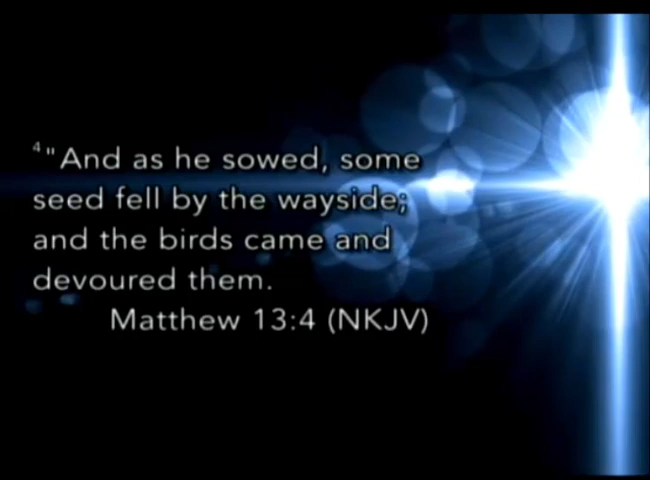 4"And as he sowed, some
seed fell by the wayside;
and the birds came and
devoured them.
Matthew 13:4 (NKJV)